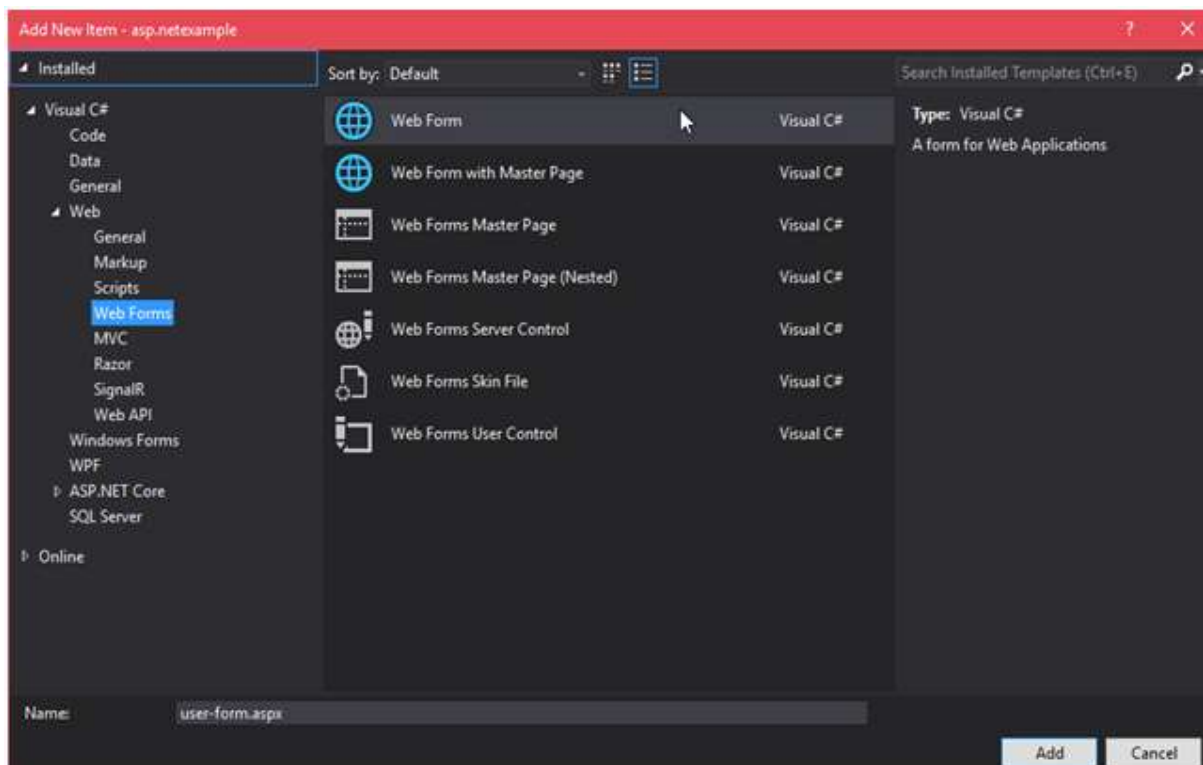 Add New Item - asp.netexample
?
Installed
Sort by: Default
Search Installed Templates (Ctrl+E)
Visual C#
Code
Data
General
Web
General
Markup
Scripts
Web Forms
MVC
Razor
SignalR
Web API
Windows Forms
WPF
ASP.NET Core
SQL Server
Online
Web Form Visual C#
Web Form with Master Page Visual C#
Web Forms Master Page Visual C#
Web Forms Master Page (Nested) Visual C#
Web Forms Server Control Visual C#
Web Forms Skin File Visual C#
Web Forms User Control Visual C#
Type: Visual C#
A form for Web Applications
Name: user-form.aspx
Add Cancel